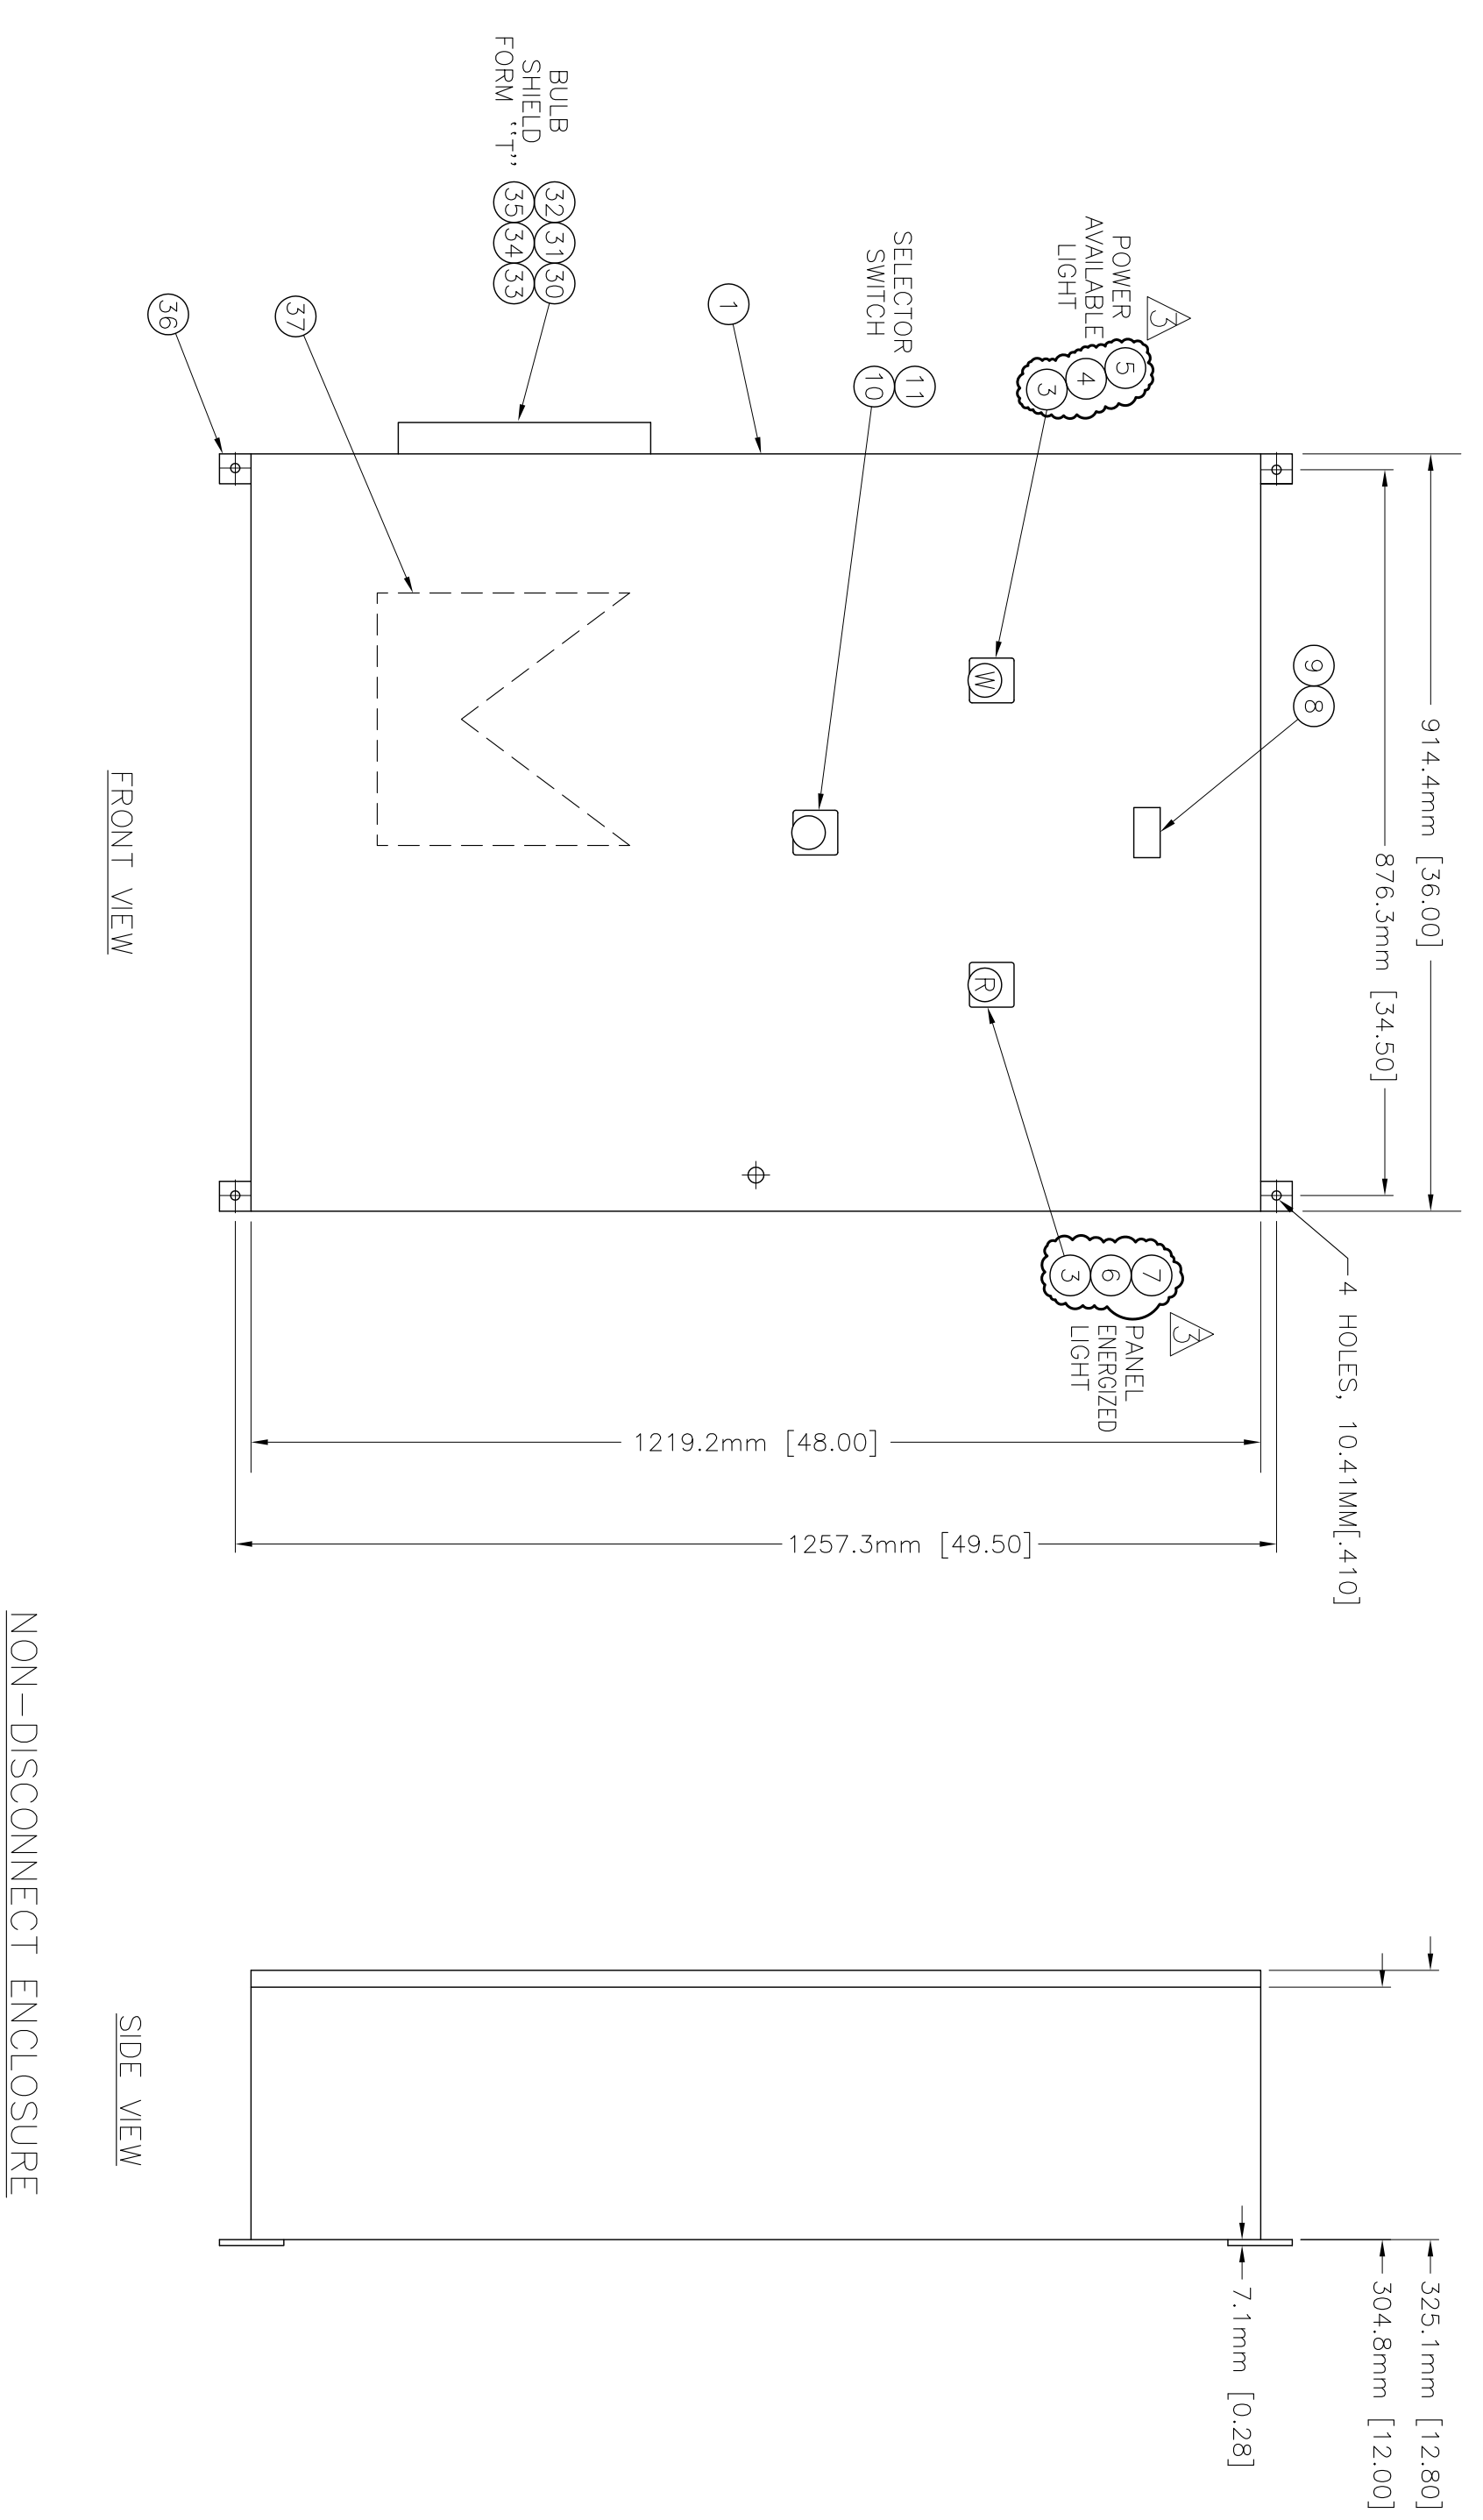 914.4mm [36.00]
876.3mm [34.50]
4 HOLES, 10.41MM[.410]
9 8
3
POWER
AVAILABLE
LIGHT
5
4
3
W
R
7
6
3
3
PANEL
ENERGIZED
LIGHT
SELECTOR
SWITCH
11
10
1
BULB
SHIELD
FORM "T"
32 31 30
35 34 33
37
36
1219.2mm [48.00]
1257.3mm [49.50]
FRONT VIEW
325.1mm [12.80]
304.8mm [12.00]
7.1mm [0.28]
SIDE VIEW
NON-DISCONNECT ENCLOSURE